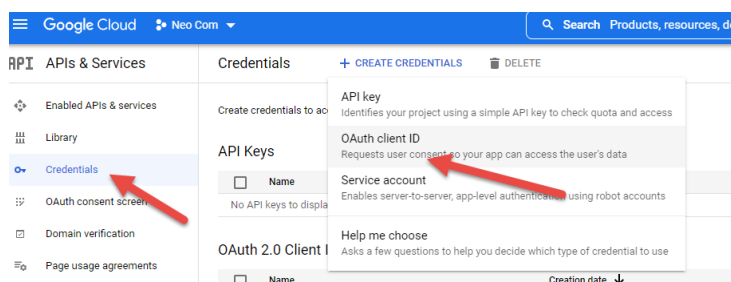 Google Cloud Neo Com
Search Products, resources, d
API APIs & Services
Credentials
+ CREATE CREDENTIALS
DELETE
Enabled APIs & services
Library
Credentials
OAuth consent screen
Domain verification
Page usage agreements
Create credentials to ac
API key
Identifies your project using a simple API key to check quota and access
OAuth client ID
Requests user consent so your app can access the user's data
Service account
Enables server-to-server, app-level authentication using robot accounts
Help me choose
Asks a few questions to help you decide which type of credential to use
API Keys
Name
No API keys to displa
OAuth 2.0 Client I
Name
Creation date